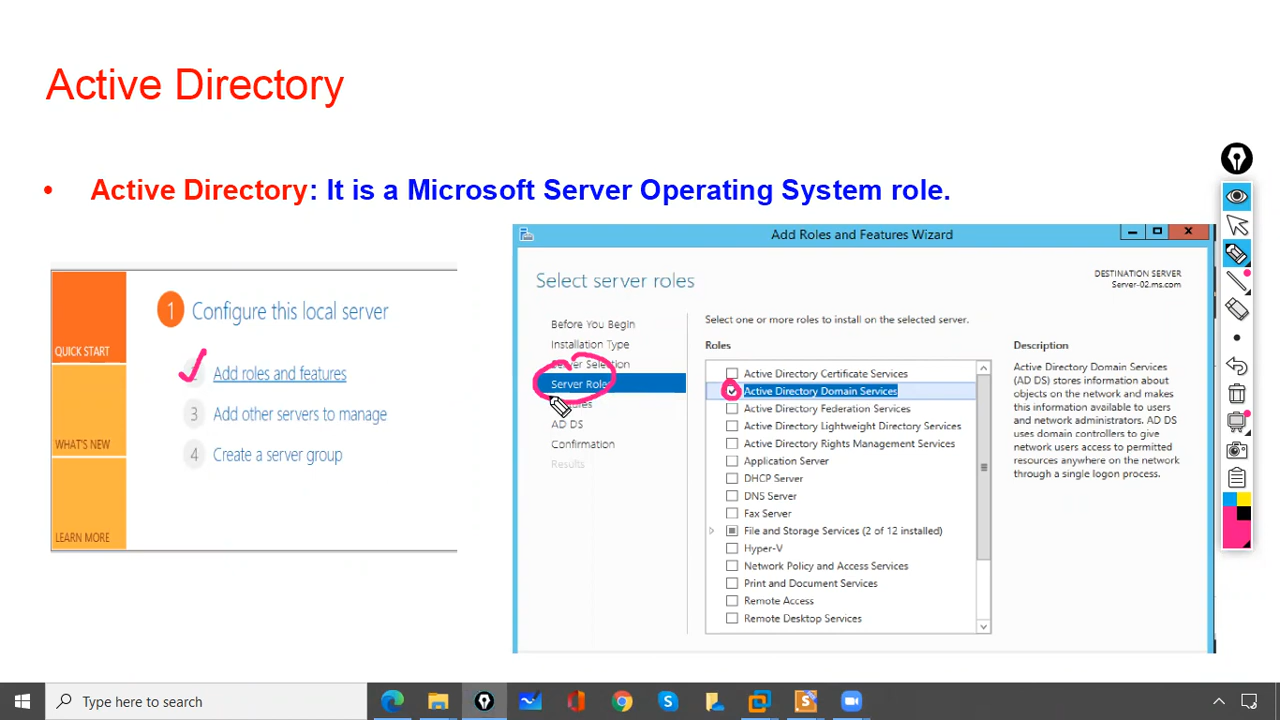 Active Directory
• Active Directory: It is a Microsoft Server Operating System role.
QUICK START
WHAT'S NEW
LEARN MORE
1 Configure this local server
Add roles and features
3 Add other servers to manage
4 Create a server group
Add Roles and Features Wizard
Select server roles
DESTINATION SERVER
Server-02.ms.com
Before You Begin
Installation Type
Server Selection
Server Roles
AD DS
Confirmation
Results
Select one or more roles to install on the selected server.
Roles
Active Directory Certificate Services
Active Directory Domain Services
Active Directory Federation Services
Active Directory Lightweight Directory Services
Active Directory Rights Management Services
Application Server
DHCP Server
DNS Server
Fax Server
File and Storage Services (2 of 12 installed)
Hyper-V
Network Policy and Access Services
Print and Document Services
Remote Access
Remote Desktop Services
Description
Active Directory Domain Services
(AD DS) stores information about
objects on the network and makes
this information available to users
and network administrators. AD DS
uses domain controllers to give
network users access to permitted
resources anywhere on the network
through a single logon process.
Type here to search